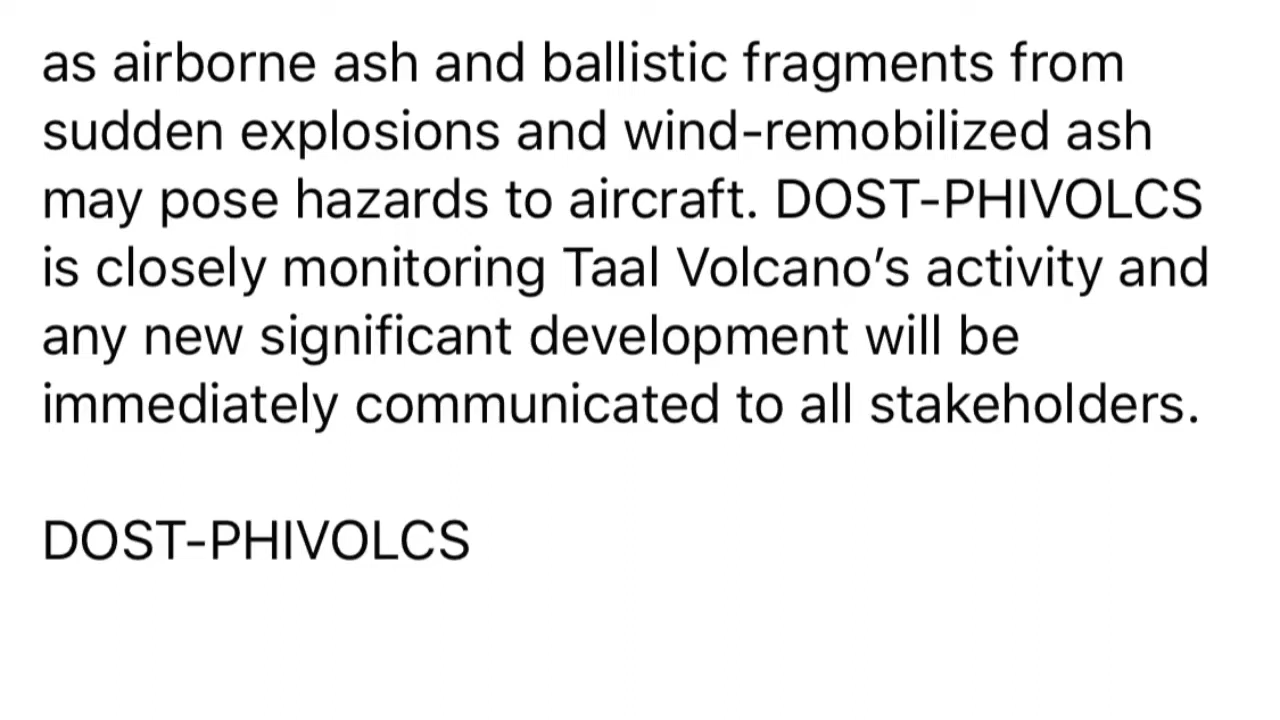 as airborne ash and ballistic fragments from
sudden explosions and wind-remobilized ash
may pose hazards to aircraft. DOST-PHIVOLCS
is closely monitoring Taal Volcano’s activity and
any new significant development will be
immediately communicated to all stakeholders.
DOST-PHIVOLCS